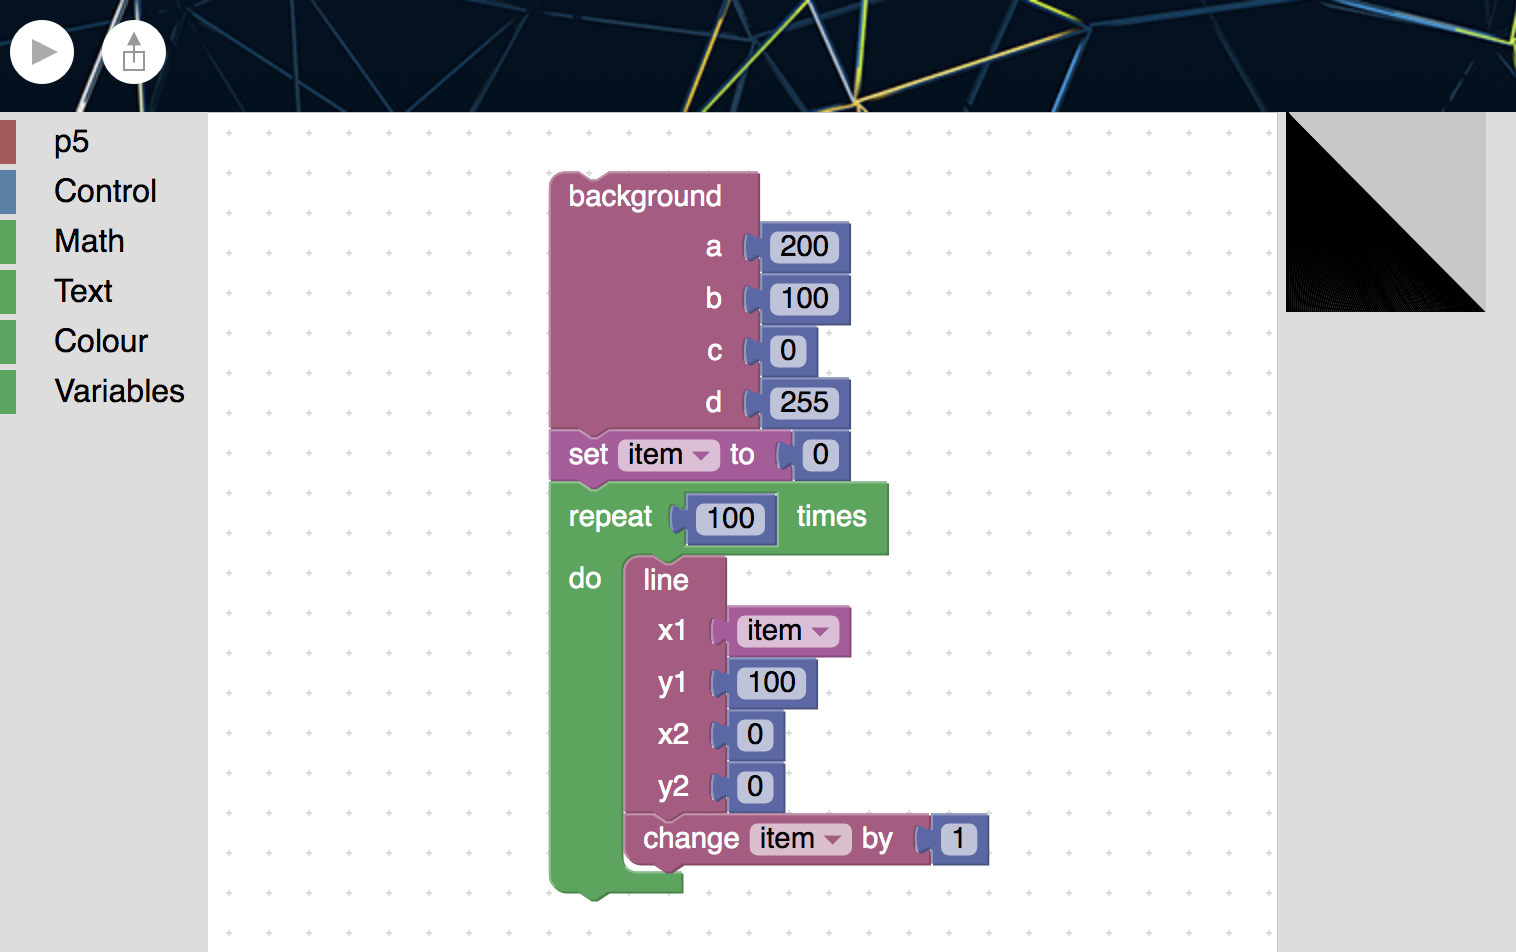 p5
Control
Math
Text
Colour
Variables
background
a 200
b 100
c 0
d 255
set item to 0
repeat 100 times
do line
x1 item
y1 100
x2 0
y2 0
change item by 1